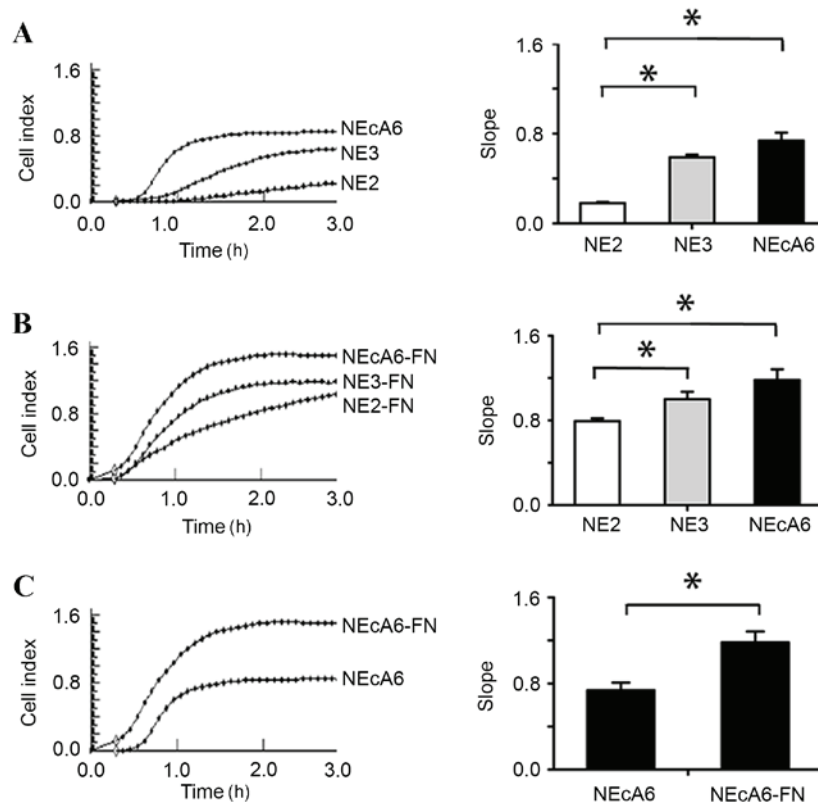 A
Cell index
1.6
0.8
0.0
0.0 1.0 2.0 3.0
Time (h)
NEcA6
NE3
NE2
Slope
1.6
0.8
0.0
* 
*
NE2 NE3 NEcA6
B
Cell index
1.6
0.8
0.0
0.0 1.0 2.0 3.0
Time (h)
NEcA6-FN
NE3-FN
NE2-FN
Slope
1.6
0.8
0.0
*
*
NE2 NE3 NEcA6
C
Cell index
1.6
0.8
0.0
0.0 1.0 2.0 3.0
Time (h)
NEcA6-FN
NEcA6
Slope
1.6
0.8
0.0
*
NEcA6 NEcA6-FN